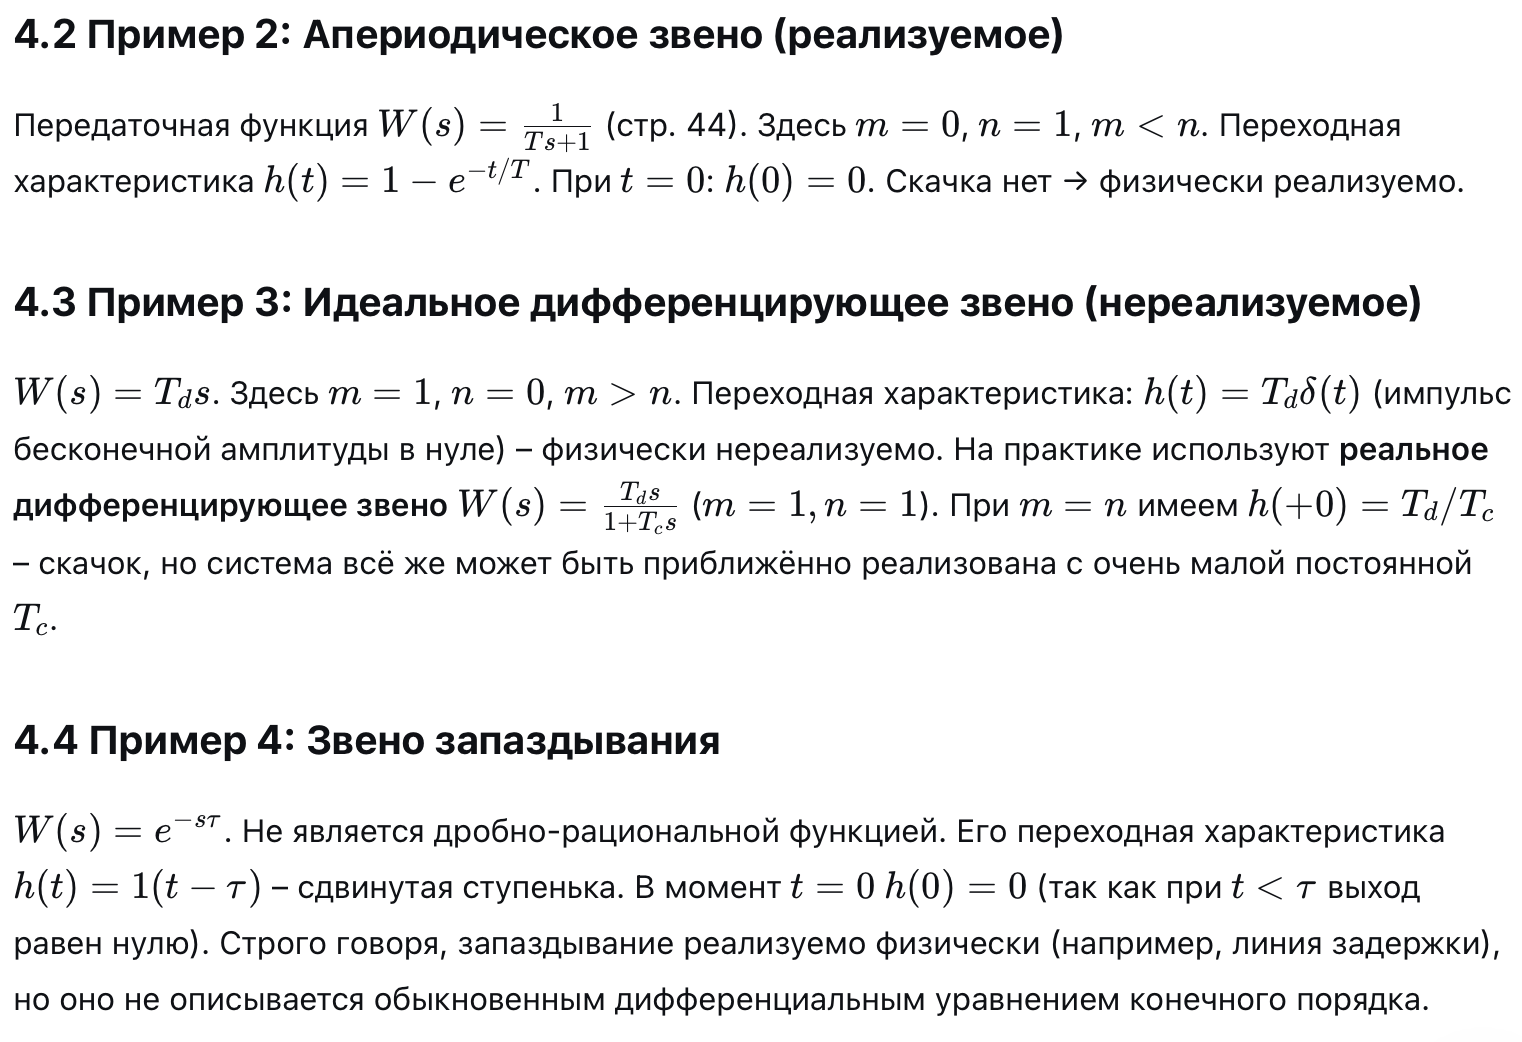 4.2 Пример 2: Апериодическое звено (реализуемое)
Передаточная функция $W(s) = \frac{1}{Ts+1}$ (стр. 44). Здесь $m = 0$, $n = 1$, $m < n$. Переходная
характеристика $h(t) = 1 - e^{-t/T}$. При $t = 0$: $h(0) = 0$. Скачка нет → физически реализуемо.
4.3 Пример 3: Идеальное дифференцирующее звено (нереализуемое)
$W(s) = T_d s$. Здесь $m = 1$, $n = 0$, $m > n$. Переходная характеристика: $h(t) = T_d \delta(t)$ (импульс
бесконечной амплитуды в нуле) – физически нереализуемо. На практике используют реальное
дифференцирующее звено $W(s) = \frac{T_d s}{1+T_c s}$ ($m = 1, n = 1$). При $m = n$ имеем $h(+0) = T_d/T_c$
– скачок, но система всё же может быть приближённо реализована с очень малой постоянной
$T_c$.
4.4 Пример 4: Звено запаздывания
$W(s) = e^{-s\tau}$. Не является дробно-рациональной функцией. Его переходная характеристика
$h(t) = 1(t - \tau)$ – сдвинутая ступенька. В момент $t = 0$ $h(0) = 0$ (так как при $t < \tau$ выход
равен нулю). Строго говоря, запаздывание реализуемо физически (например, линия задержки),
но оно не описывается обыкновенным дифференциальным уравнением конечного порядка.